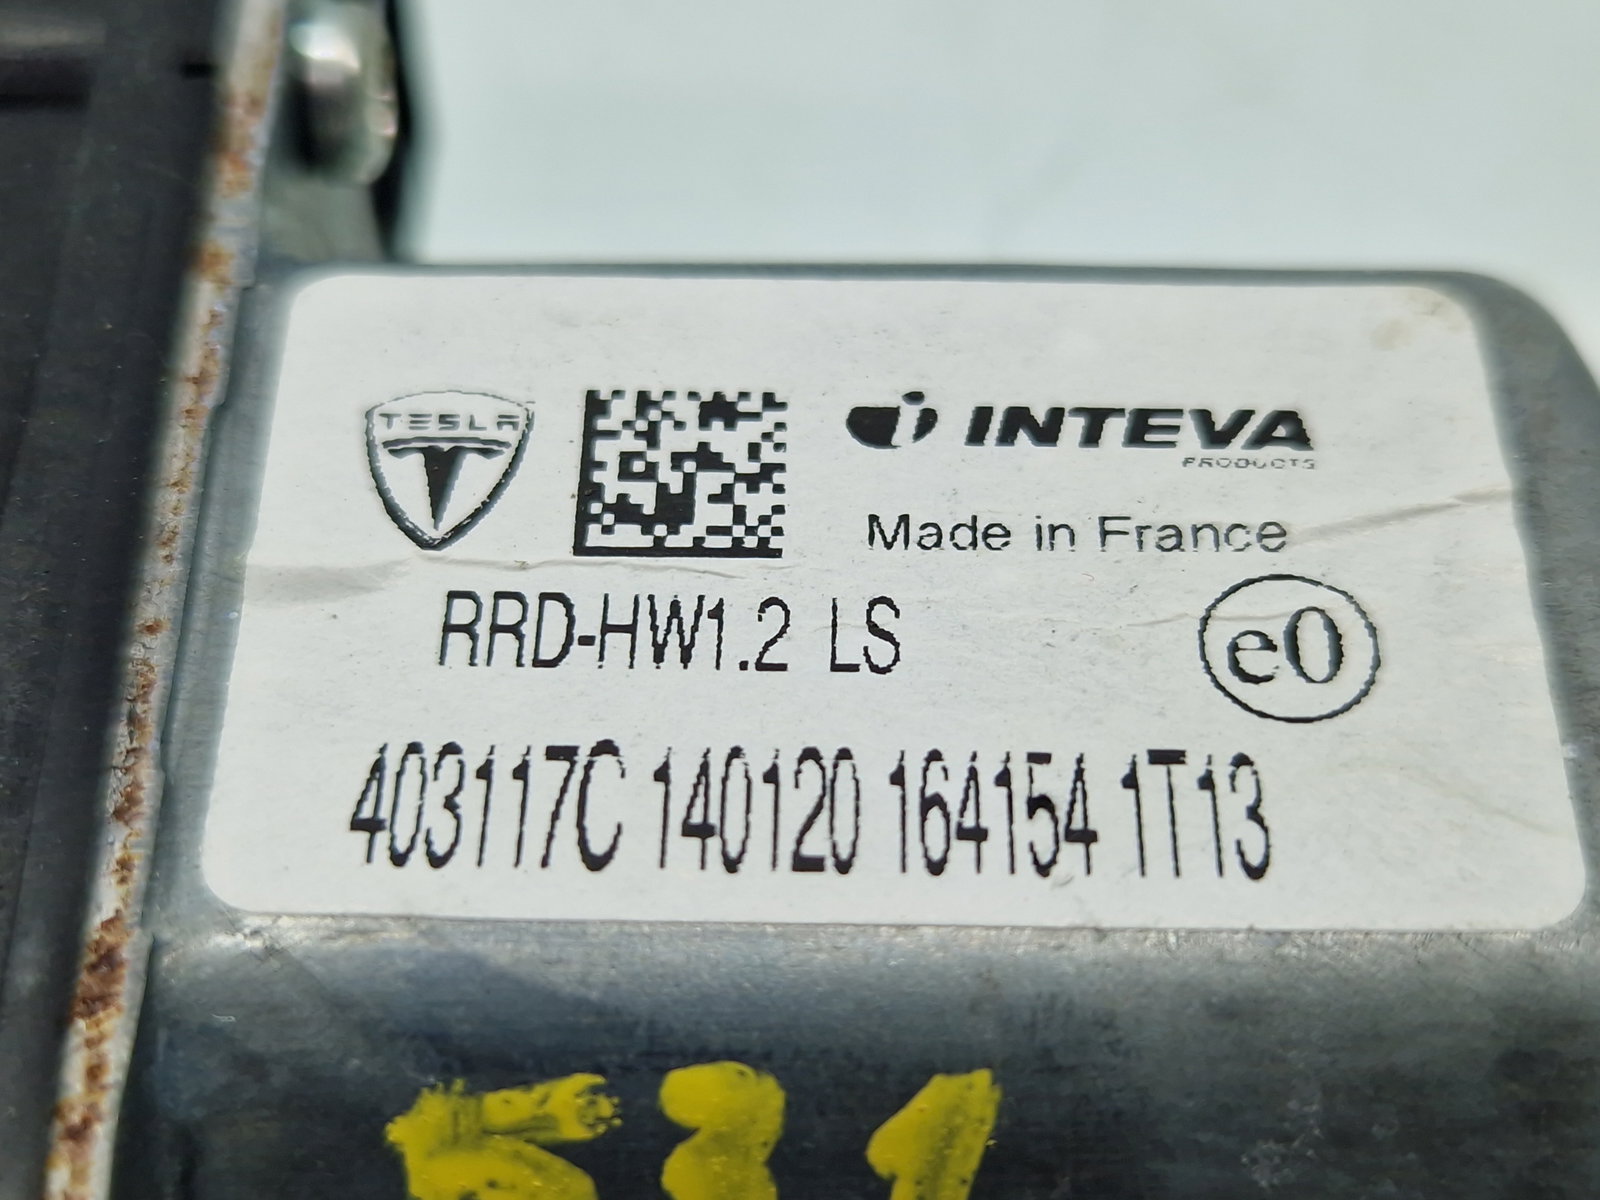 TESLA
INTEVA
PRODUCTS
Made in France
RRD-HW1.2 LS
e0
403117C 140120 164154 1T13